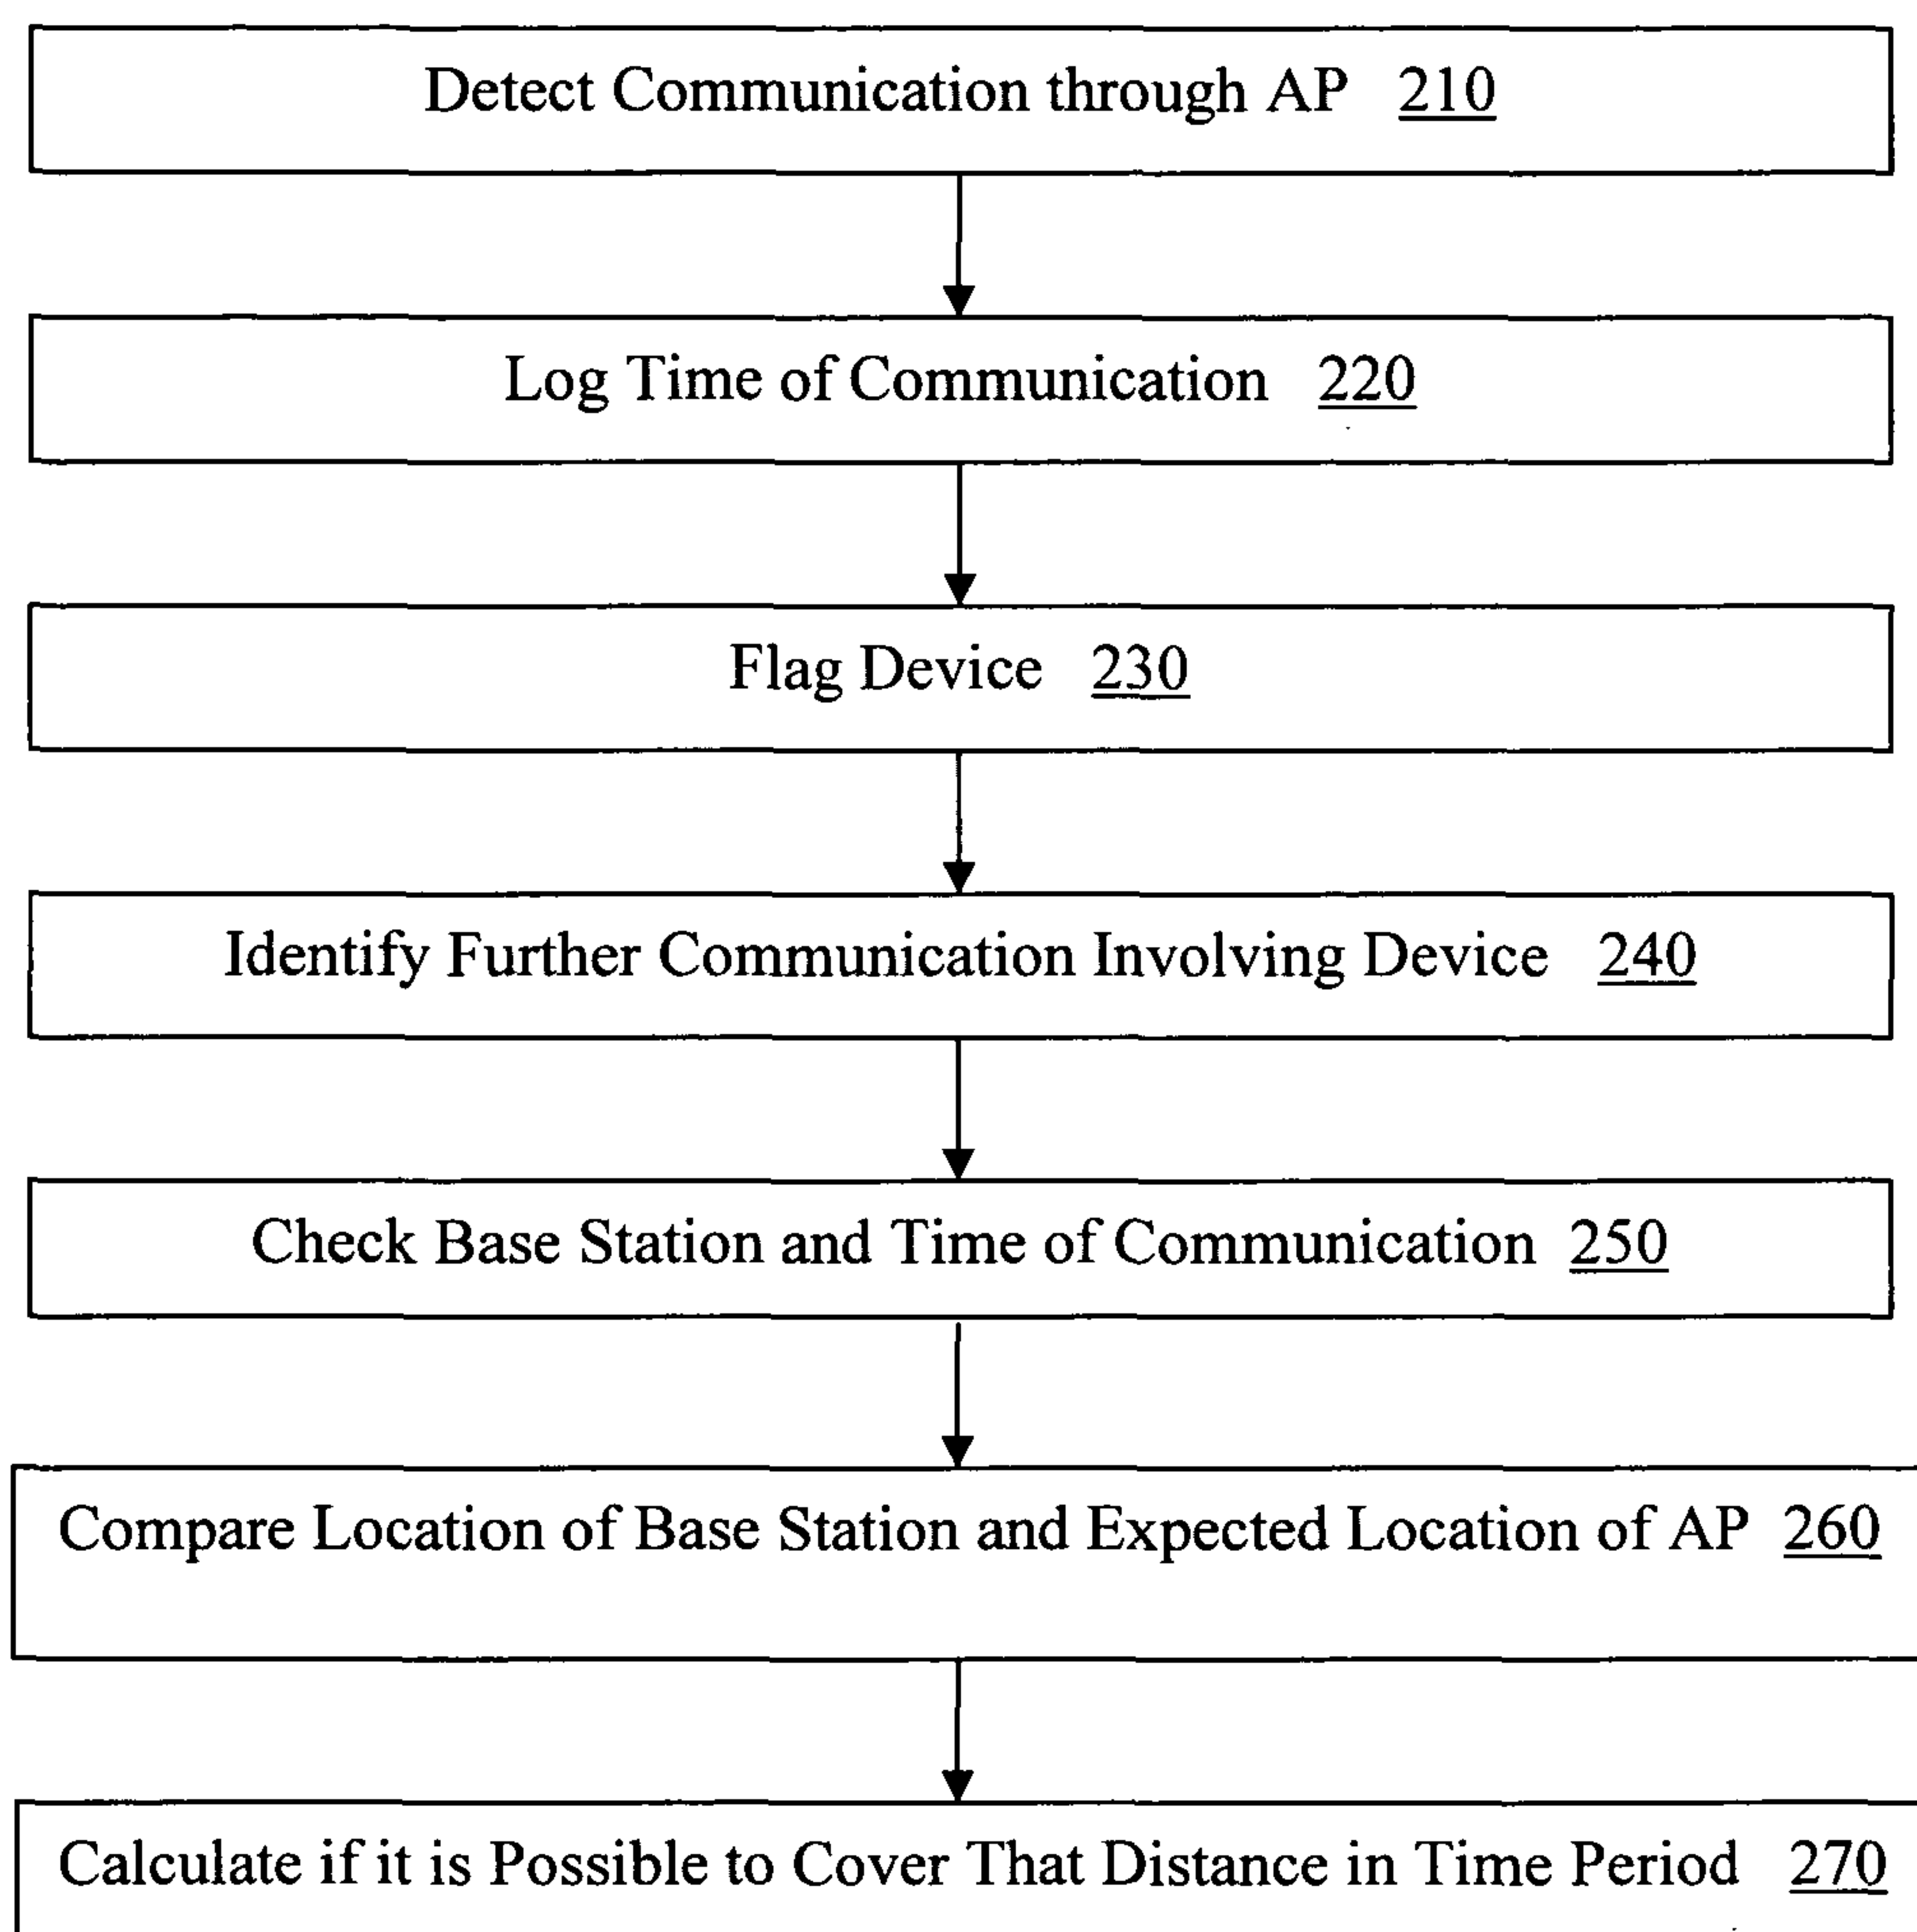 Detect Communication through AP 210
Log Time of Communication 220
Flag Device 230
Identify Further Communication Involving Device 240
Check Base Station and Time of Communication 250
Compare Location of Base Station and Expected Location of AP 260
Calculate if it is Possible to Cover That Distance in Time Period 270